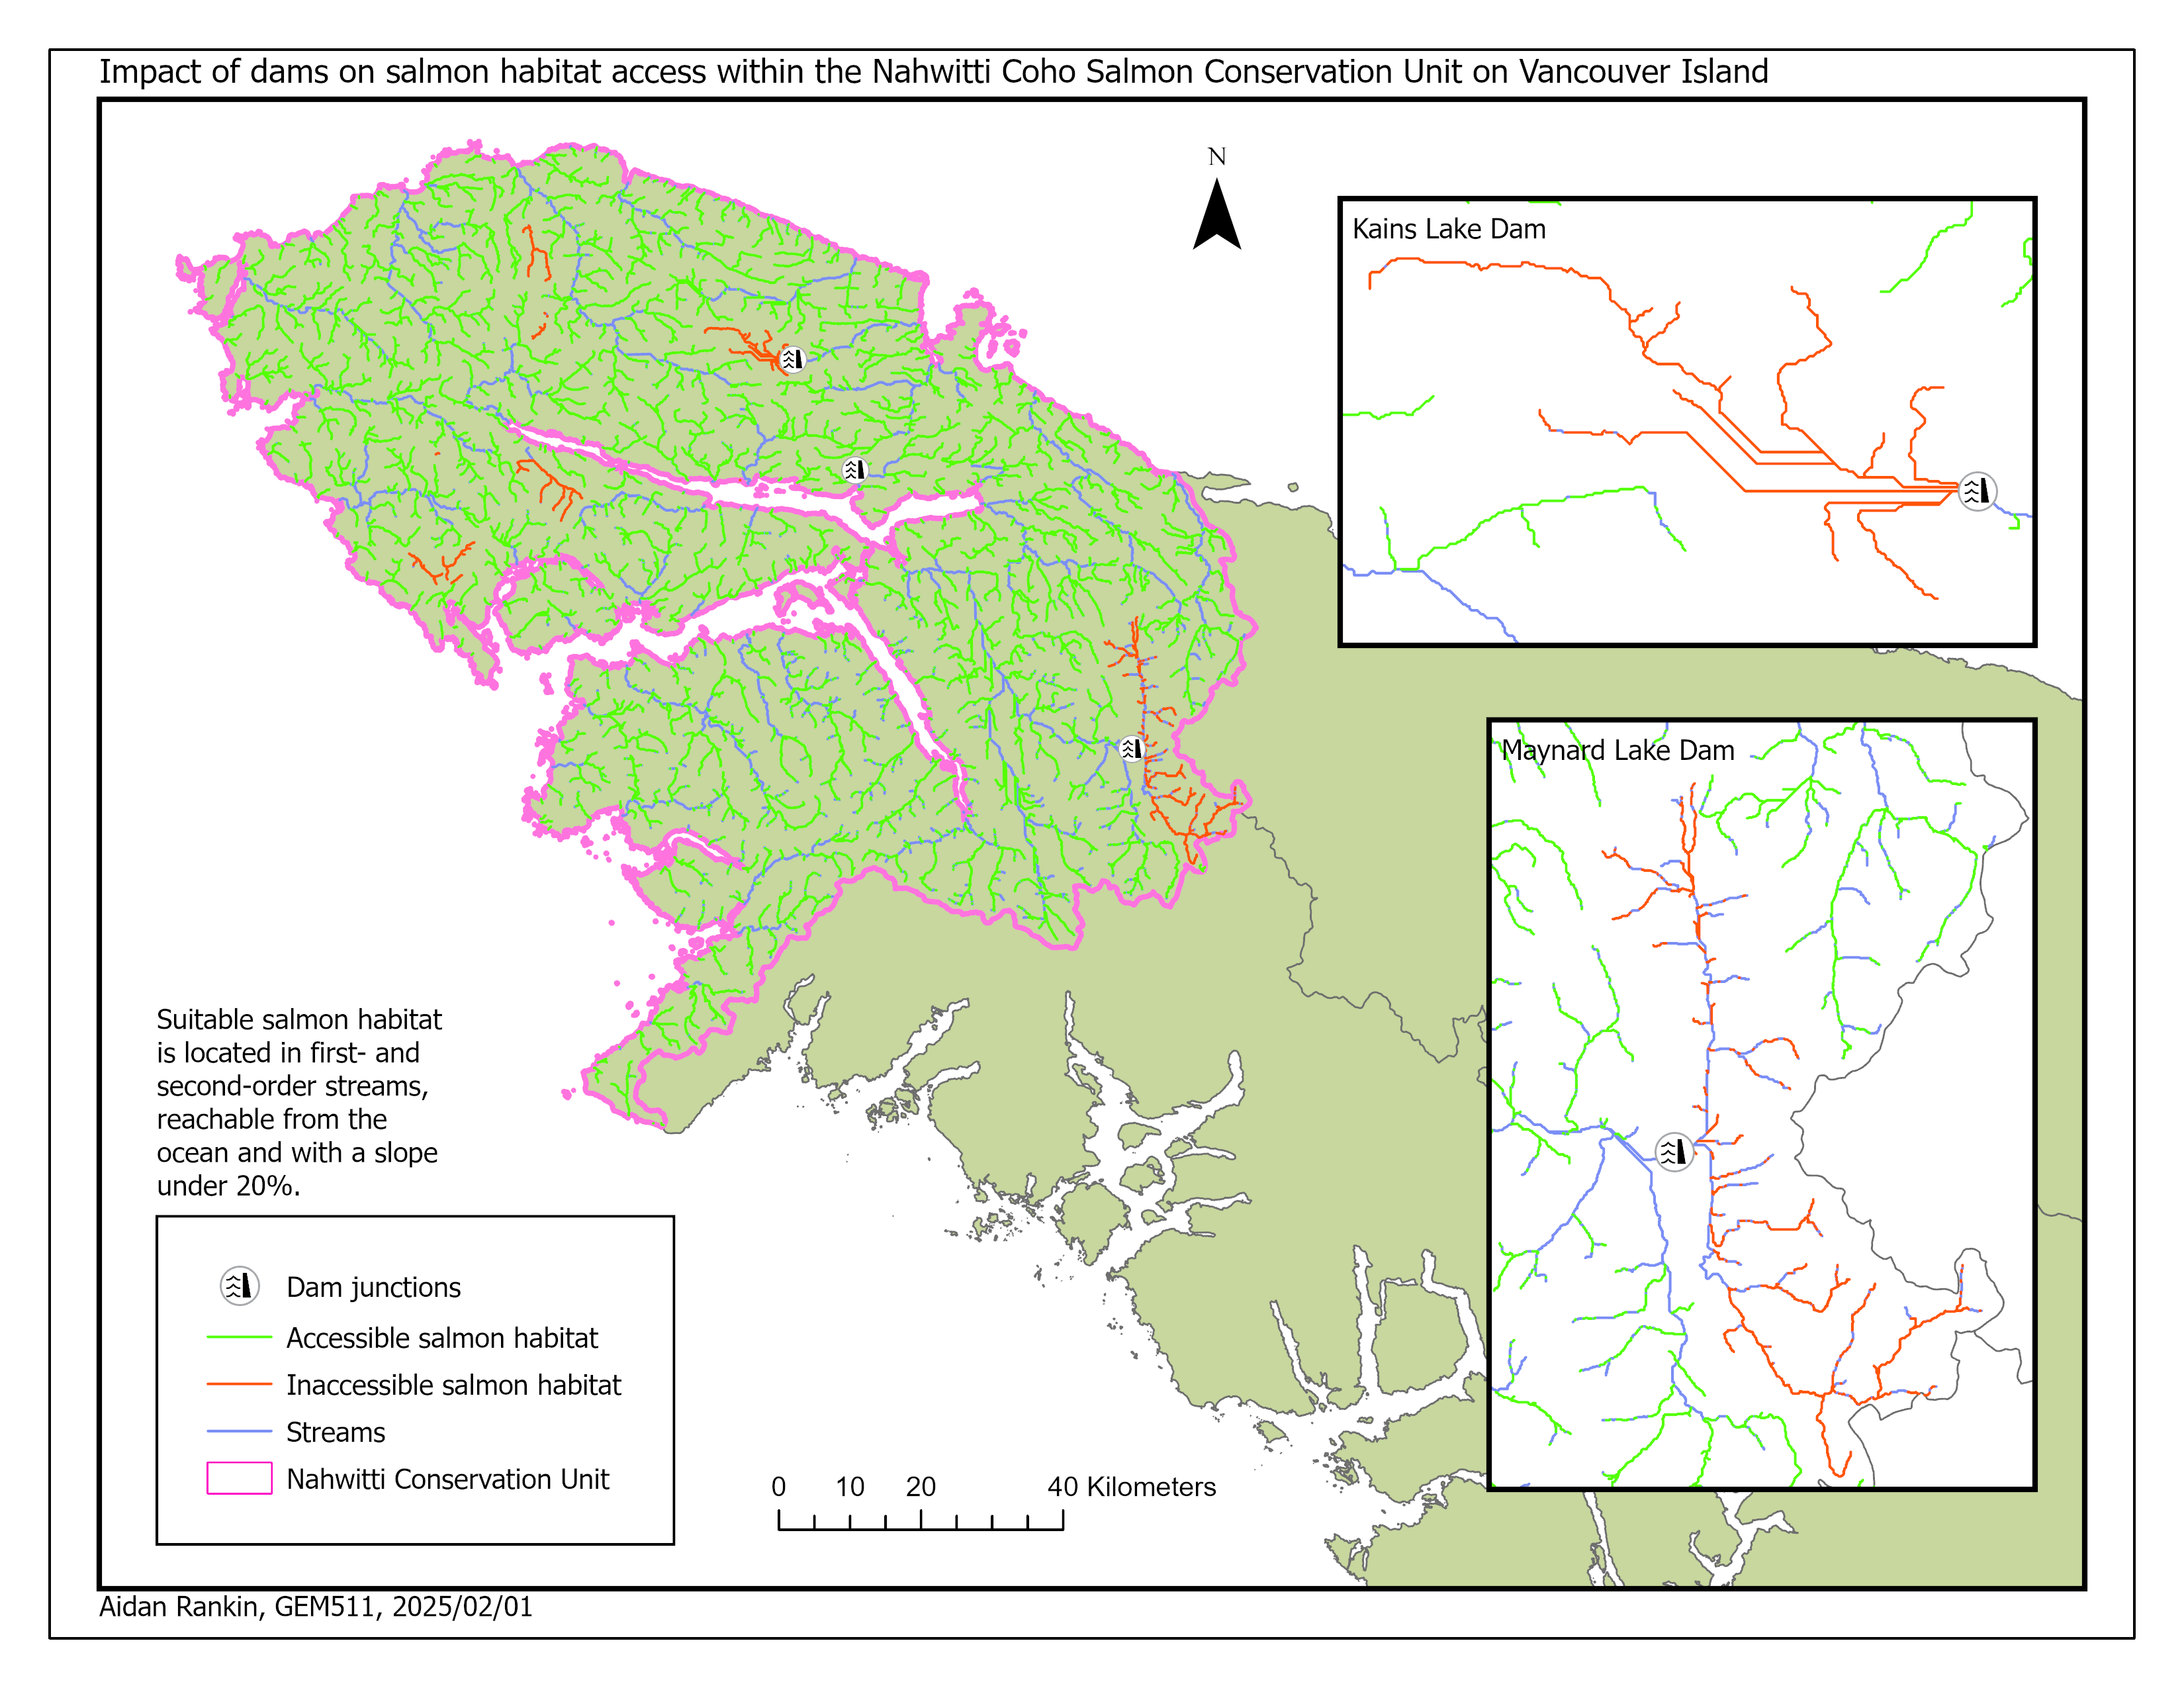 Impact of dams on salmon habitat access within the Nahwitti Coho Salmon Conservation Unit on Vancouver Island
N
Kains Lake Dam
Maynard Lake Dam
Suitable salmon habitat
is located in first- and
second-order streams,
reachable from the
ocean and with a slope
under 20%.
Dam junctions
Accessible salmon habitat
Inaccessible salmon habitat
Streams
Nahwitti Conservation Unit
0 10 20 40 Kilometers
Aidan Rankin, GEM511, 2025/02/01